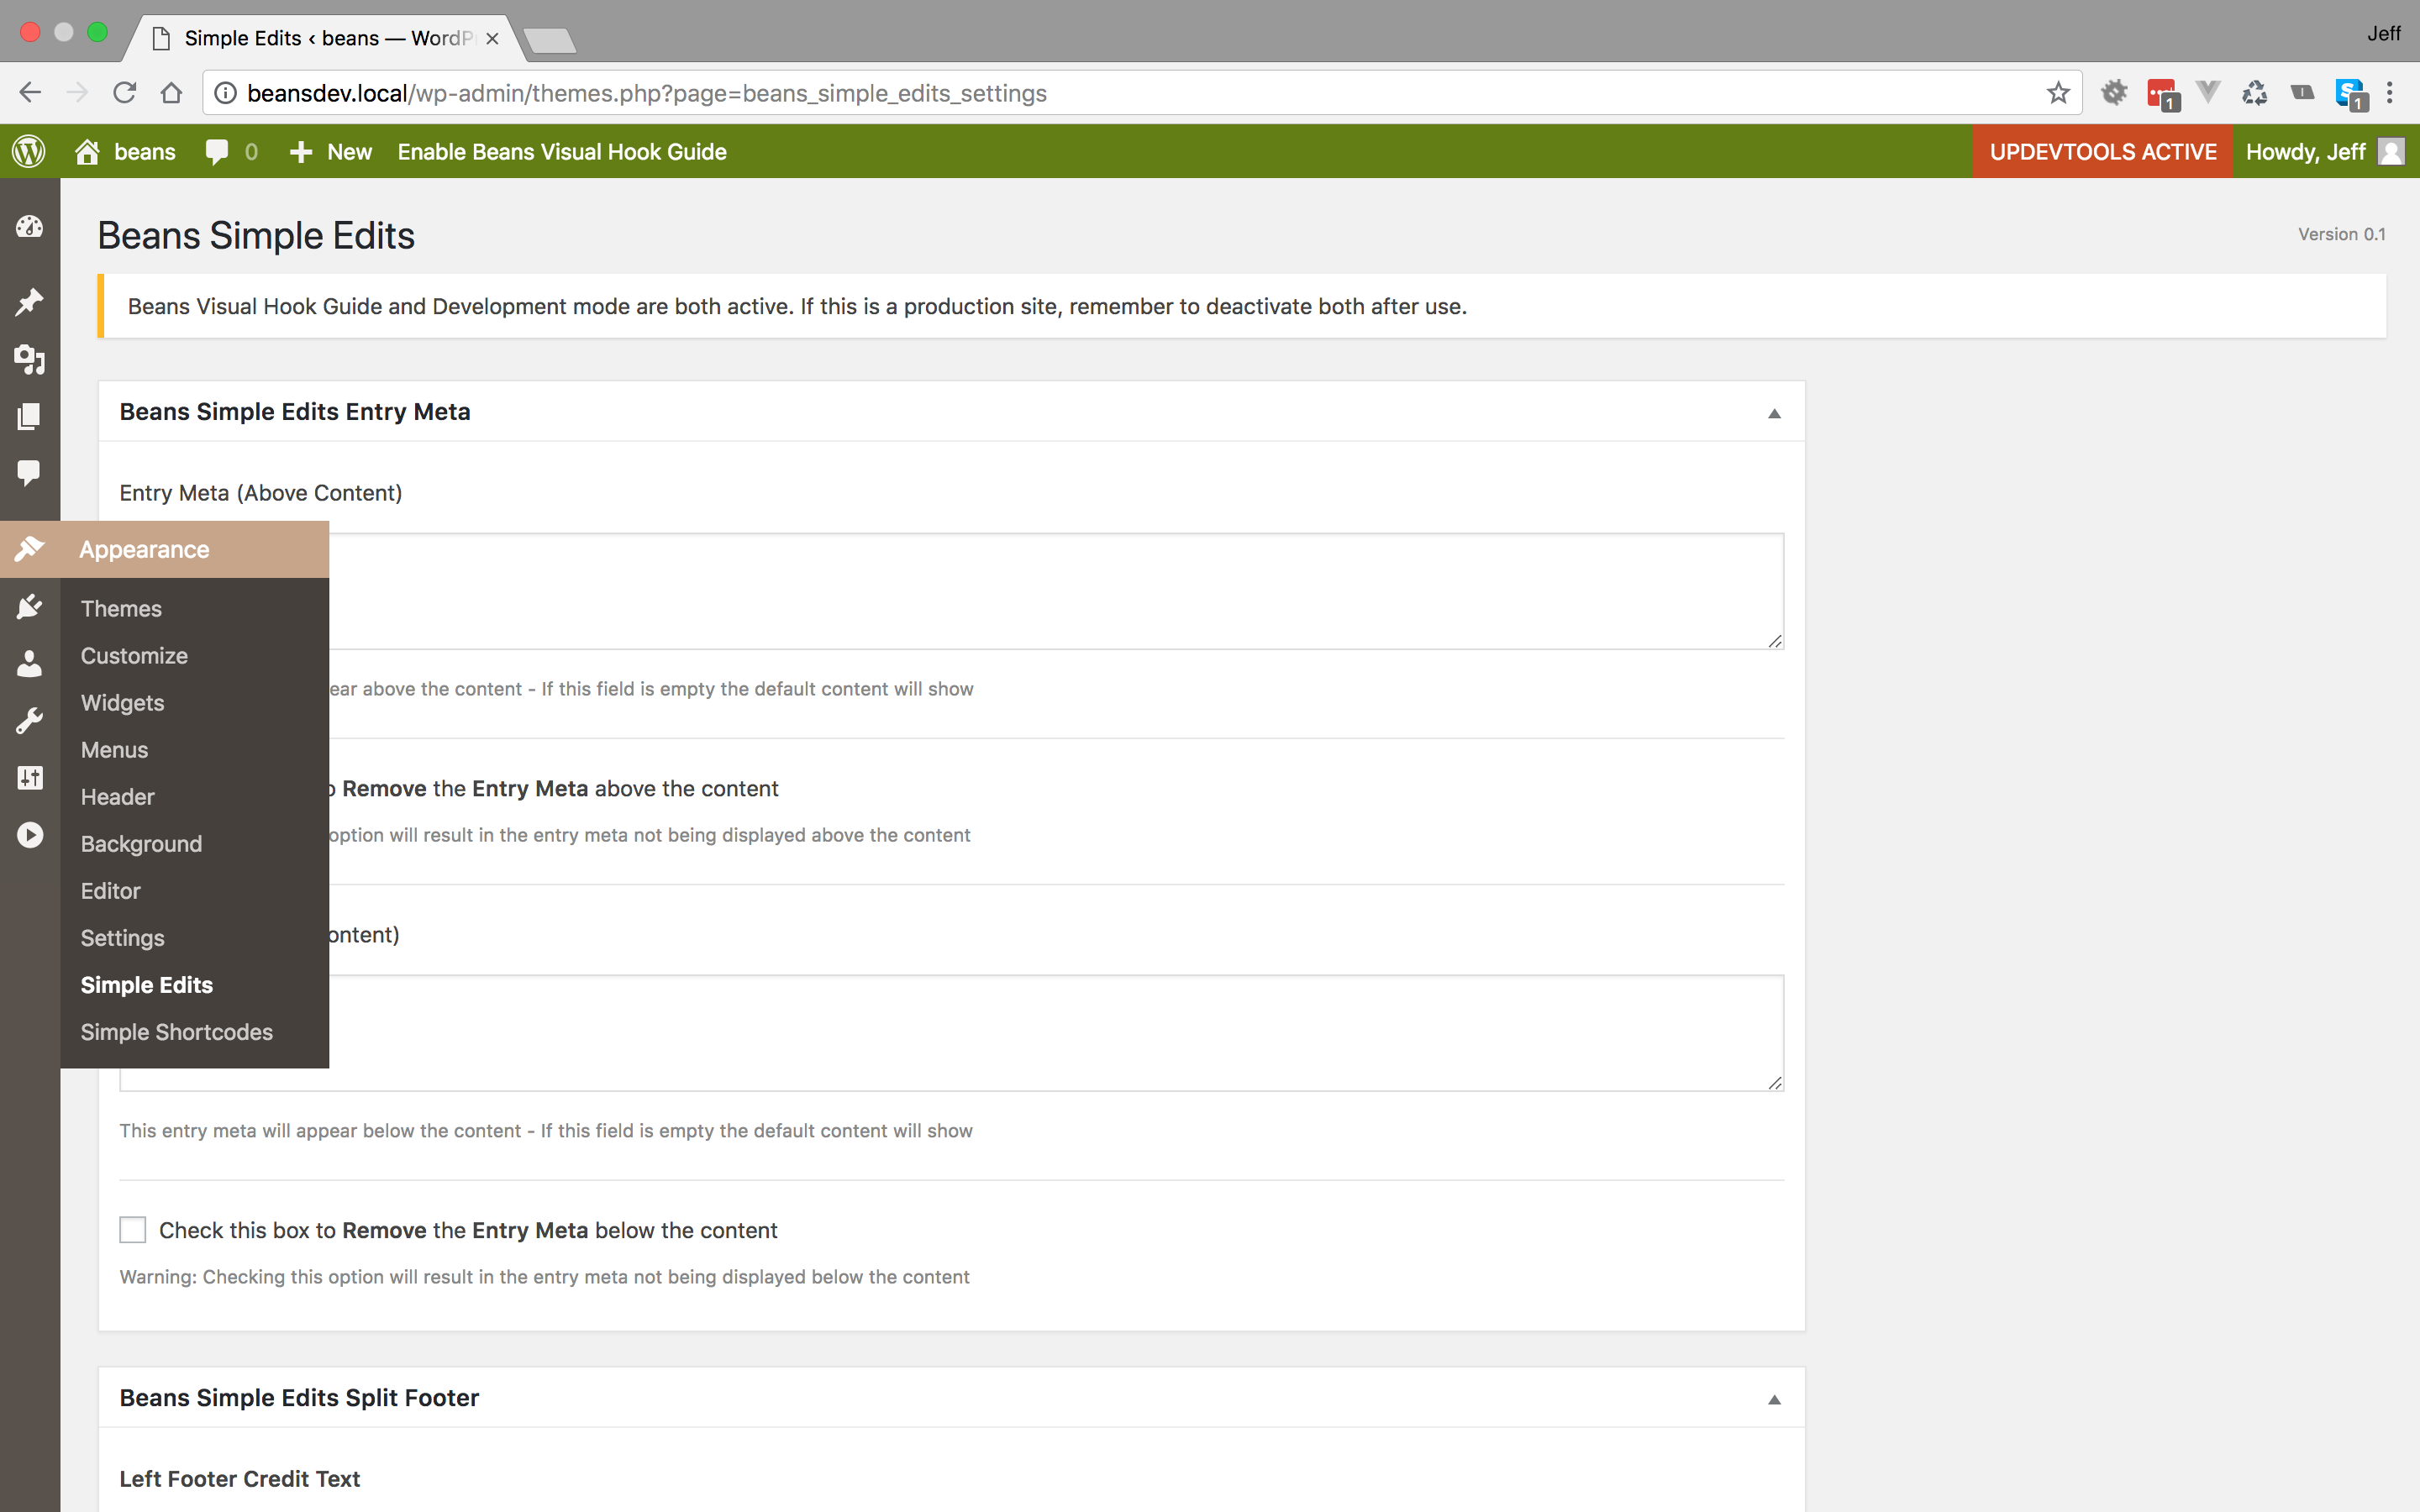 Simple Edits ‹ beans — WordP
Jeff
beansdev.local/wp-admin/themes.php?page=beans_simple_edits_settings
1
1
beans 0 New Enable Beans Visual Hook Guide UPDEVTOOLS ACTIVE Howdy, Jeff
Beans Simple Edits
Version 0.1
Beans Visual Hook Guide and Development mode are both active. If this is a production site, remember to deactivate both after use.
Beans Simple Edits Entry Meta
Entry Meta (Above Content)
Appearance
Themes
Customize
Widgets
Menus
Header
Background
Editor
Settings
Simple Edits
Simple Shortcodes
ear above the content - If this field is empty the default content will show
Remove the Entry Meta above the content
option will result in the entry meta not being displayed above the content
ontent)
This entry meta will appear below the content - If this field is empty the default content will show
Check this box to Remove the Entry Meta below the content
Warning: Checking this option will result in the entry meta not being displayed below the content
Beans Simple Edits Split Footer
Left Footer Credit Text